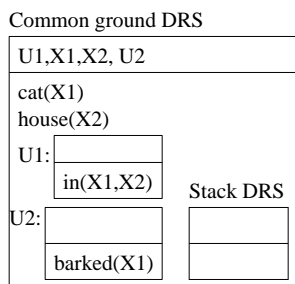 Common ground DRS
U1,X1,X2, U2
cat(X1)
house(X2)
U1:
in(X1,X2)
Stack DRS
U2:
barked(X1)